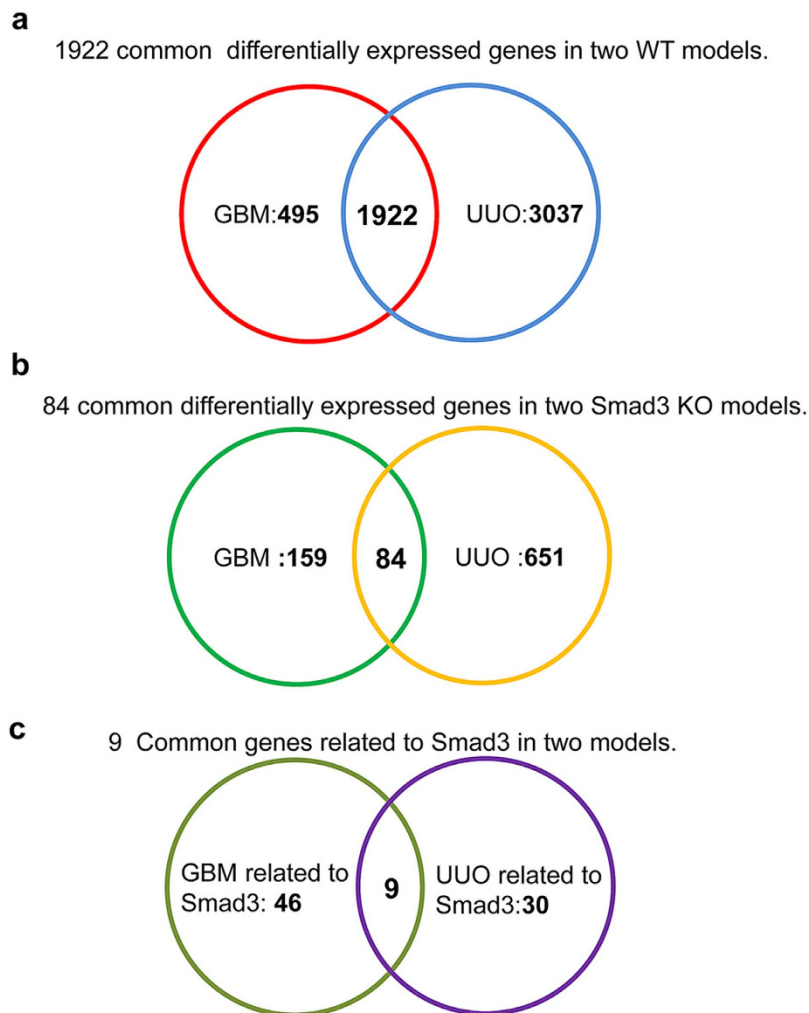 a
1922 common differentially expressed genes in two WT models.
GBM:495
1922
UUO:3037
b
84 common differentially expressed genes in two Smad3 KO models.
GBM :159
84
UUO :651
c
9 Common genes related to Smad3 in two models.
GBM related to
Smad3: 46
9
UUO related to
Smad3:30